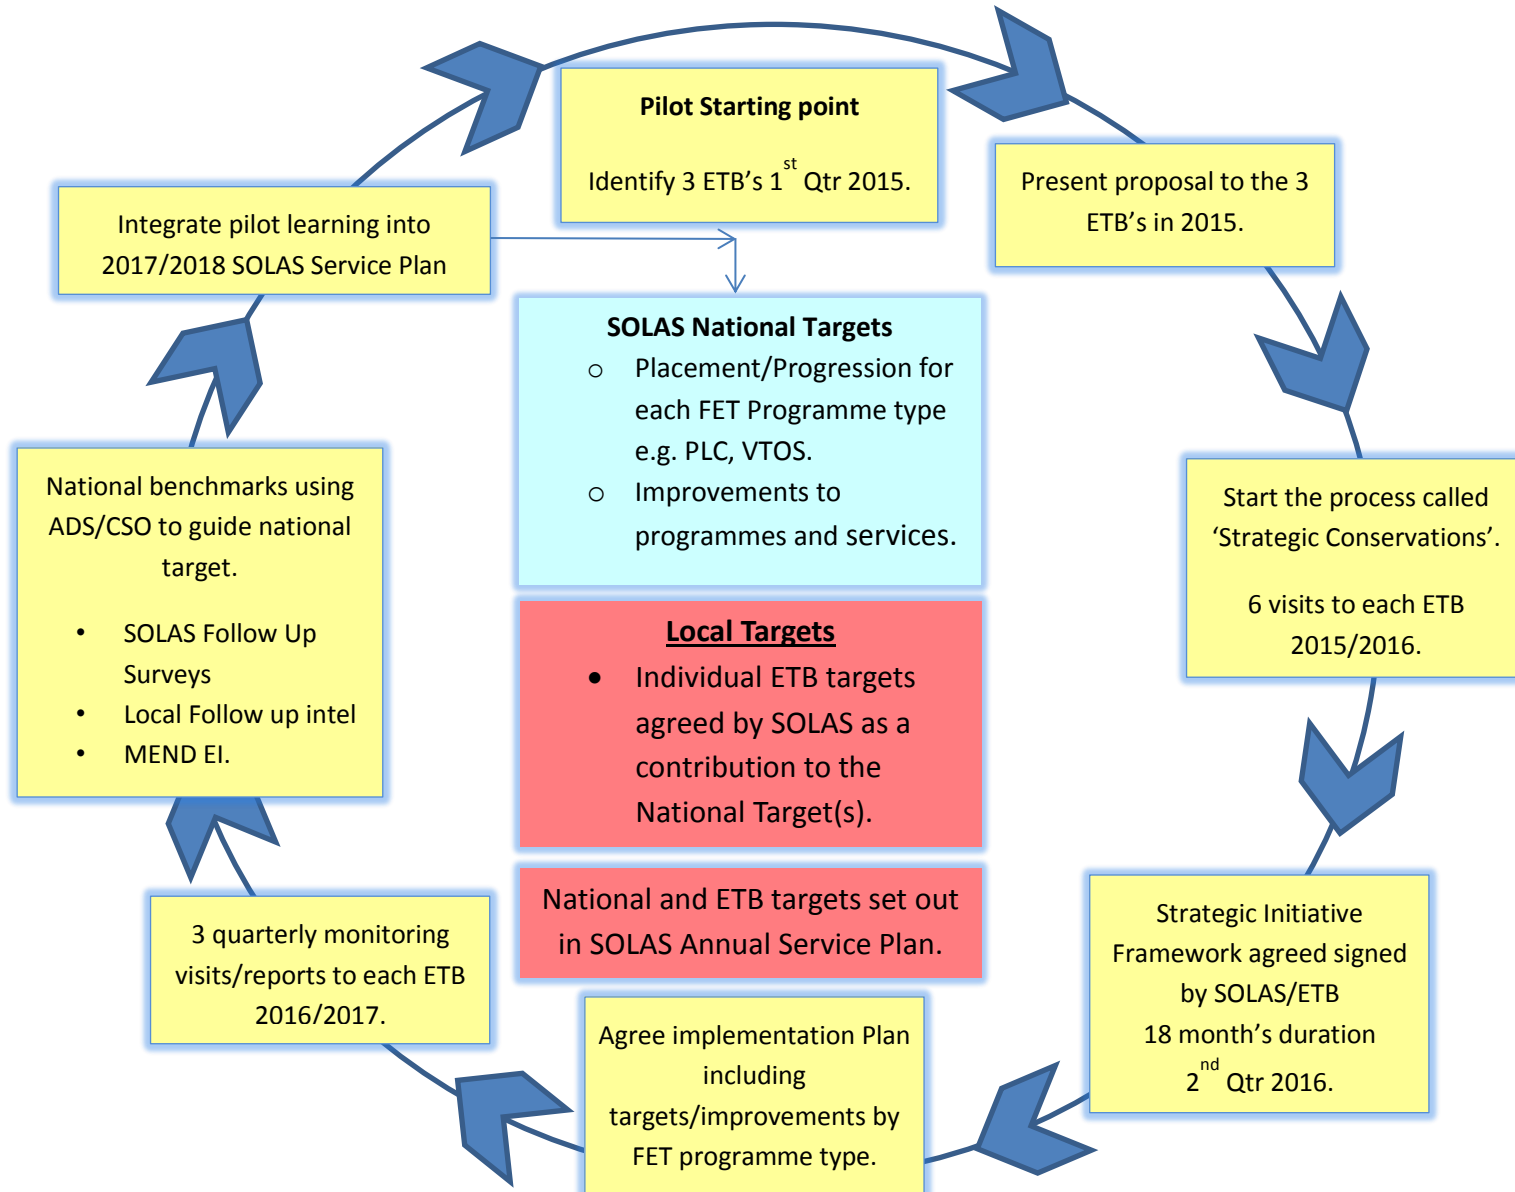 Pilot Starting point
Identify 3 ETB's 1st Qtr 2015.
Present proposal to the 3
ETB's in 2015.
Start the process called
‘Strategic Conservations’.
6 visits to each ETB
2015/2016.
Strategic Initiative
Framework agreed signed
by SOLAS/ETB
18 month's duration
2nd Qtr 2016.
Agree implementation Plan
including
targets/improvements by
FET programme type.
3 quarterly monitoring
visits/reports to each ETB
2016/2017.
National benchmarks using
ADS/CSO to guide national
target.
• SOLAS Follow Up
Surveys
• Local Follow up intel
• MEND EI.
Integrate pilot learning into
2017/2018 SOLAS Service Plan
SOLAS National Targets
o Placement/Progression for
each FET Programme type
e.g. PLC, VTOS.
o Improvements to
programmes and services.
Local Targets
• Individual ETB targets
agreed by SOLAS as a
contribution to the
National Target(s).
National and ETB targets set out
in SOLAS Annual Service Plan.